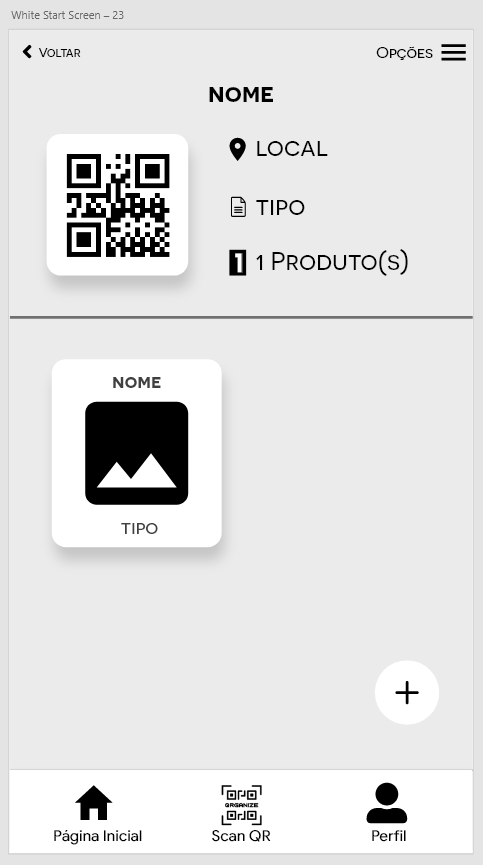 White Start Screen – 23
Voltar
Opções
NOME
LOCAL
TIPO
1
1 Produto(s)
NOME
TIPO
ORGANIZE
Página Inicial
Scan QR
Perfil